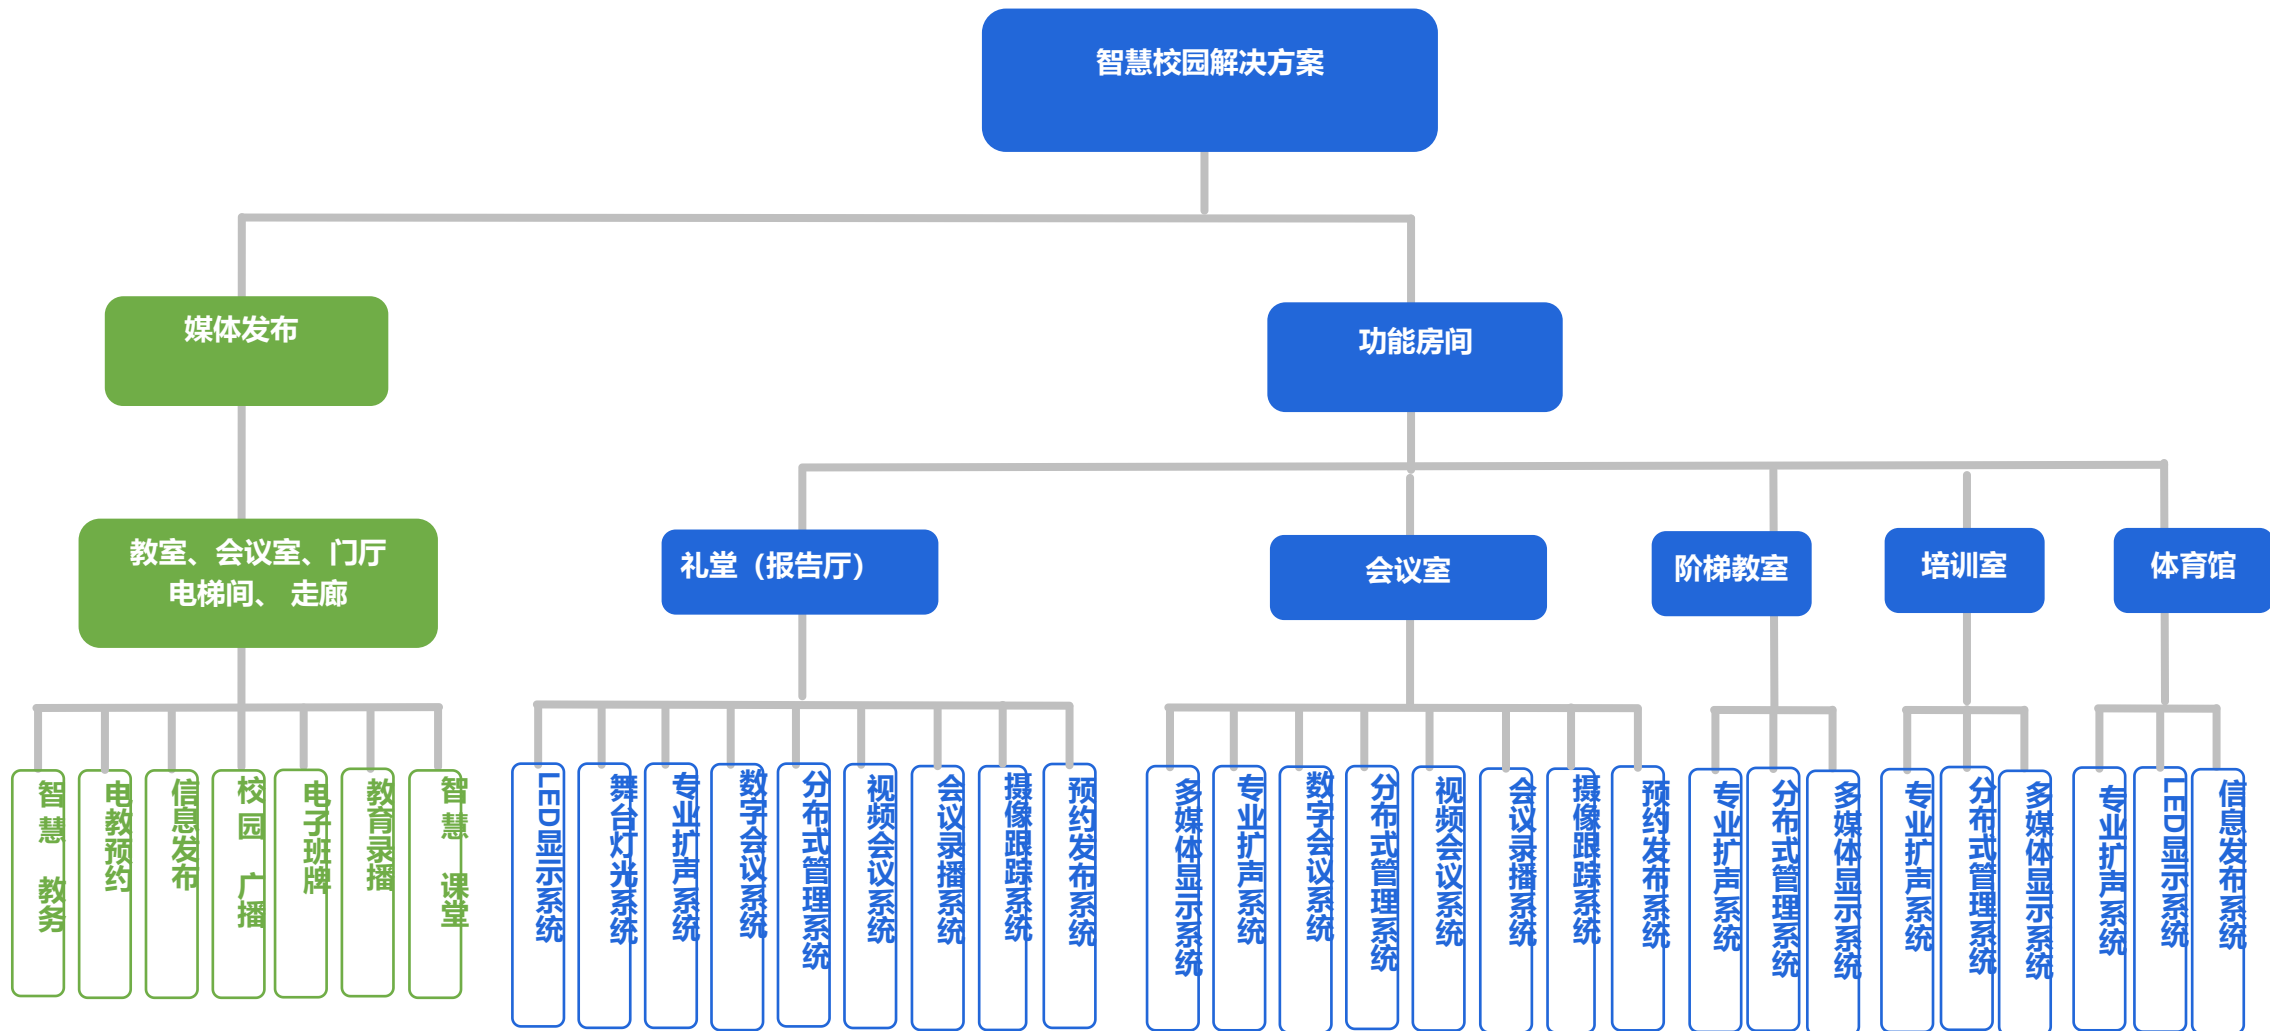 智慧校园解决方案
媒体发布
功能房间
教室、会议室、门厅
电梯间、 走廊
礼堂（报告厅）
会议室
阶梯教室
培训室
体育馆
智慧 教务
电教预约
信息发布
校园 广播
电子班牌
教育录播
智慧 课堂
LED显示系统
舞台灯光系统
专业扩声系统
数字会议系统
分布式管理系统
视频会议系统
会议录播系统
摄像跟踪系统
预约发布系统
多媒体显示系统
专业扩声系统
数字会议系统
分布式管理系统
视频会议系统
会议录播系统
摄像跟踪系统
预约发布系统
专业扩声系统
分布式管理系统
多媒体显示系统
专业扩声系统
分布式管理系统
多媒体显示系统
专业扩声系统
LED显示系统
信息发布系统